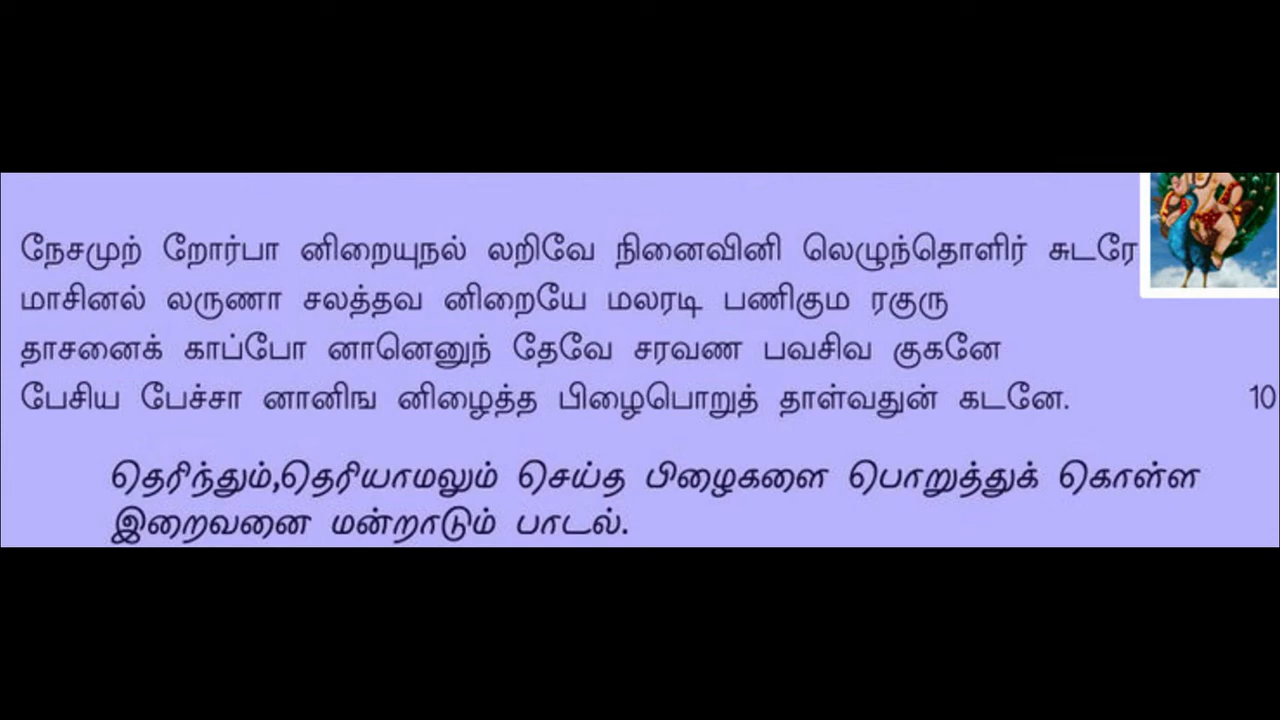 நேசமுற் றோர்பா னிறையுநல் லறிவே நினைவினி லெழுந்தொளிர் சுடரே
மாசினல் லருணா சலத்தவ னிறையே மலரடி பணிகும ரகுரு
தாசனைக் காப்போ னானெனுந் தேவே சரவண பவசிவ குகனே
பேசிய பேச்சா னானிங னிழைத்த பிழைபொறுத் தாள்வதுன் கடனே. 10
தெரிந்தும்,தெரியாமலும் செய்த பிழைகளை பொறுத்துக் கொள்ள
இறைவனை மன்றாடும் பாடல்.